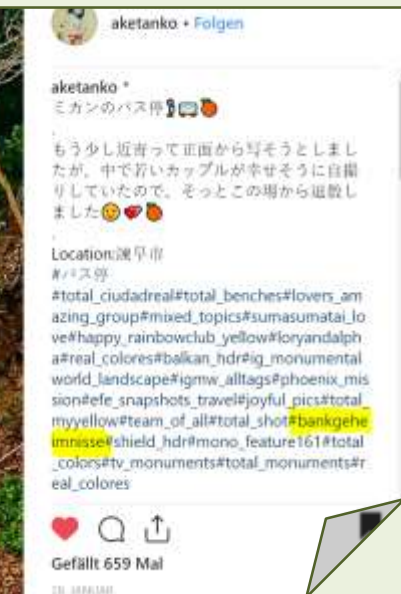 aketanko • Folgen
aketanko *
ミカンのバス停
もう少し近寄って正面から写そうとしまし
たが、中で若いカップルが幸せそうに自撮
りしていたので、そっとこの場から退散し
ました
Location:諫早市
#バス停
#total_ciudadreal#total_benches#lovers_am
azing_group#mixed_topics#sumasumatai_lo
ve#happy_rainbowclub_yellow#loryandalph
a#real_colores#balkan_hdr#ig_monumental
world_landscape#igmw_alltags#phoenix_mis
sion#efe_snapshots_travel#joyful_pics#total_
myyellow#team_of_all#total_shot#bankgehe
imnisse#shield_hdr#mono_feature161#total
_colors#tv_monuments#total_monuments#r
eal_colores
Gefällt 659 Mal
JANUAR